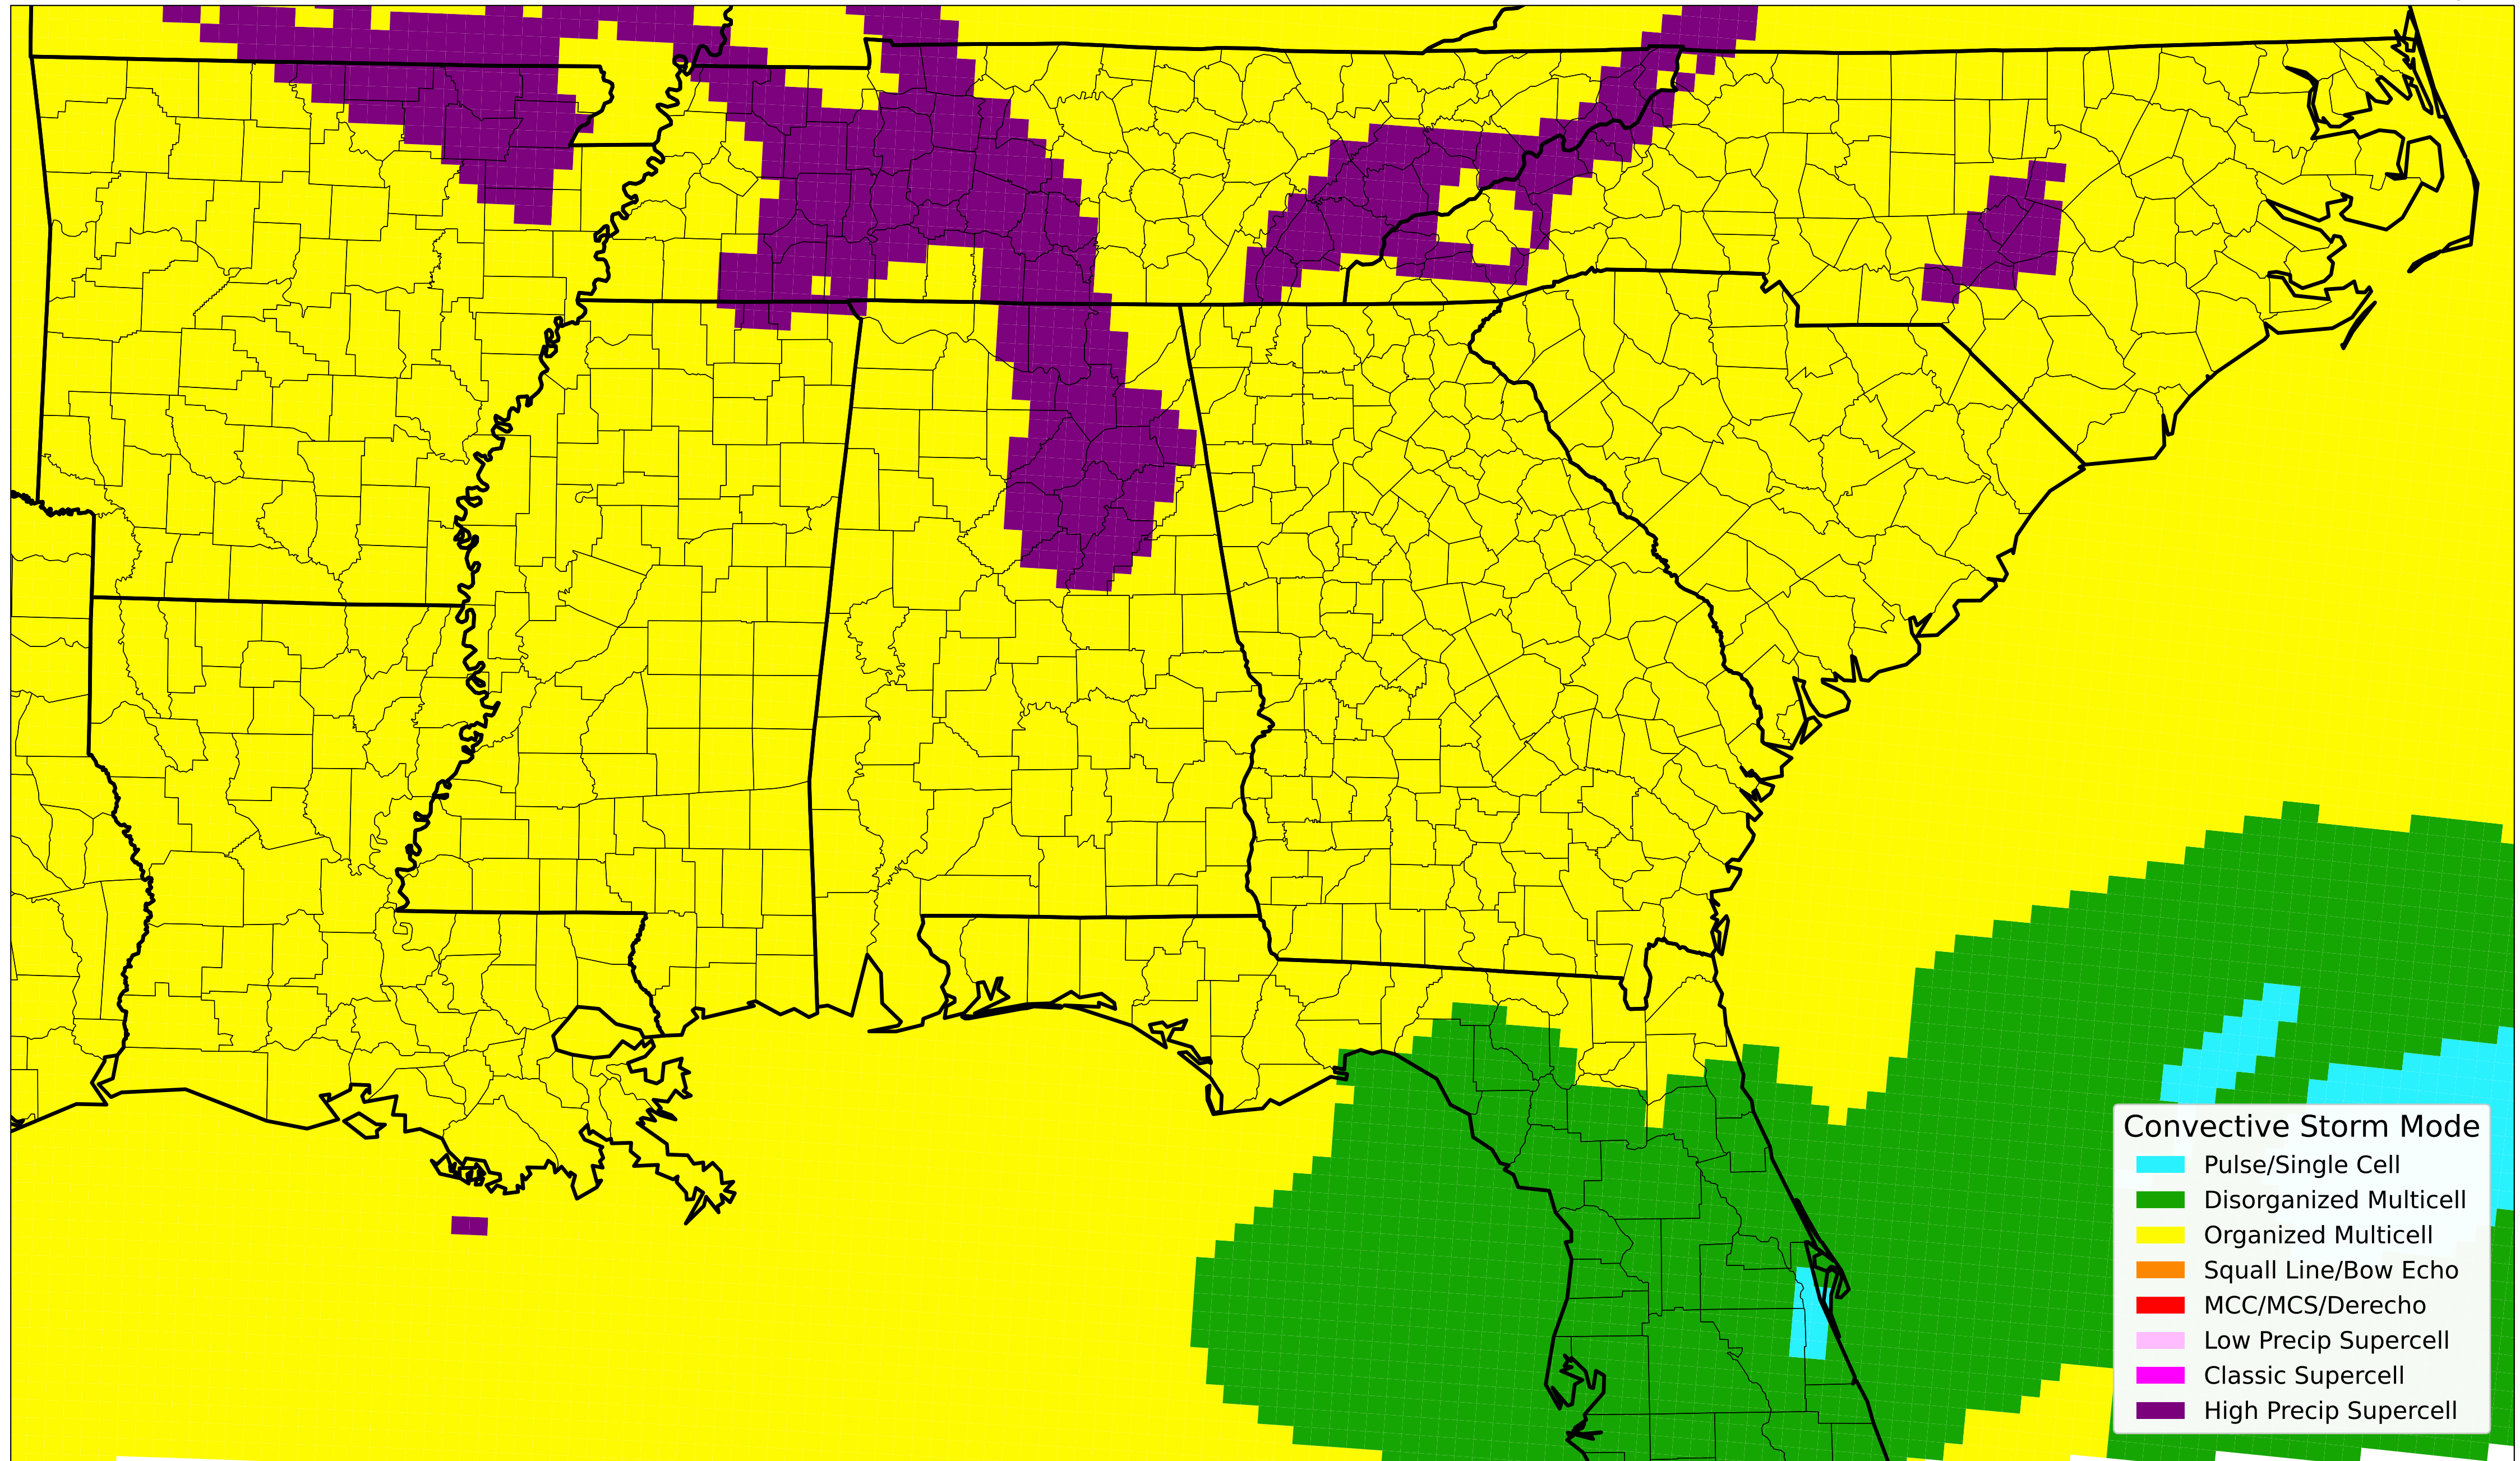 Convective Storm Mode
Pulse/Single Cell
Disorganized Multicell
Organized Multicell
Squall Line/Bow Echo
MCC/MCS/Derecho
Low Precip Supercell
Classic Supercell
High Precip Supercell